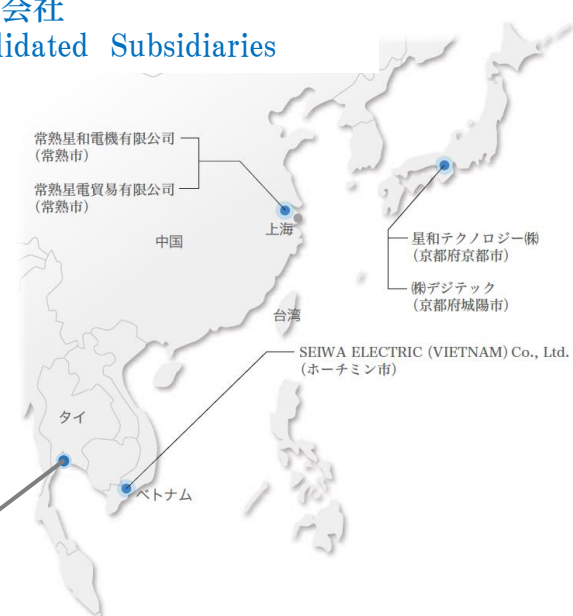 会社
lidated Subsidiaries
常熟星和電機有限公司
(常熟市)
常熟星電貿易有限公司
(常熟市)
上海
中国
星和テクノロジー㈱
(京都府京都市)
㈱デジテック
(京都府城陽市)
台湾
SEIWA ELECTRIC (VIETNAM) Co., Ltd.
(ホーチミン市)
タイ
ベトナム